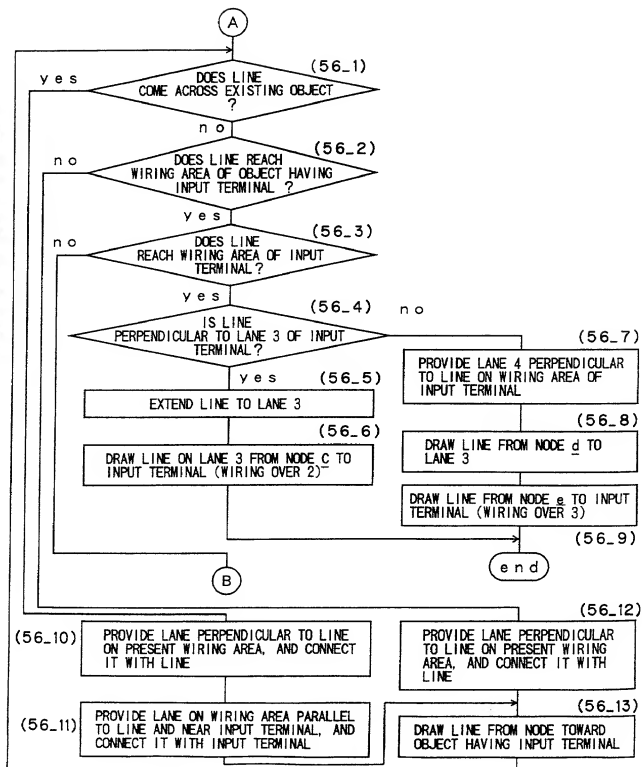 A
(56_1)
yes
DOES LINE
COME ACROSS EXISTING OBJECT
?
no
(56_2)
no
DOES LINE REACH
WIRING AREA OF OBJECT HAVING
INPUT TERMINAL ?
yes
(56_3)
no
DOES LINE
REACH WIRING AREA OF INPUT
TERMINAL?
yes
(56_4)
no
IS LINE
PERPENDICULAR TO LANE 3 OF INPUT
TERMINAL?
(56_7)
PROVIDE LANE 4 PERPENDICULAR
TO LINE ON WIRING AREA OF
INPUT TERMINAL
yes
(56_5)
EXTEND LINE TO LANE 3
(56_8)
DRAW LINE FROM NODE d TO
LANE 3
(56_6)
DRAW LINE ON LANE 3 FROM NODE C TO
INPUT TERMINAL (WIRING OVER 2)
DRAW LINE FROM NODE e TO INPUT
TERMINAL (WIRING OVER 3)
(56_9)
end
B
(56_10)
PROVIDE LANE PERPENDICULAR TO LINE
ON PRESENT WIRING AREA, AND CONNECT
IT WITH LINE
(56_12)
PROVIDE LANE PERPENDICULAR
TO LINE ON PRESENT WIRING
AREA, AND CONNECT IT WITH
LINE
(56_11)
PROVIDE LANE ON WIRING AREA PARALLEL
TO LINE AND NEAR INPUT TERMINAL, AND
CONNECT IT WITH INPUT TERMINAL
(56_13)
DRAW LINE FROM NODE TOWARD
OBJECT HAVING INPUT TERMINAL